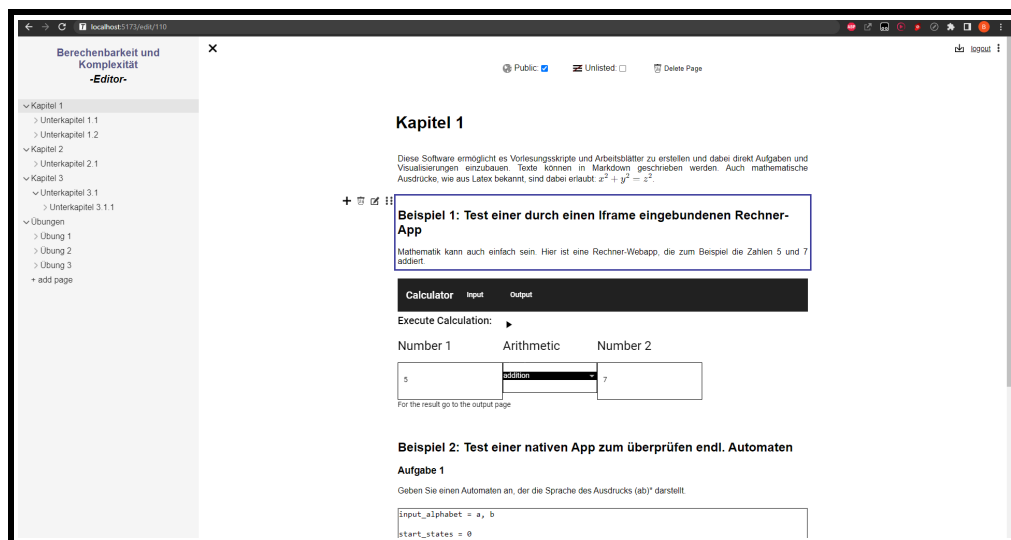 localhost:5173/edit/110
Berechenbarkeit und
Komplexität
-Editor-
Kapitel 1
Unterkapitel 1.1
Unterkapitel 1.2
Kapitel 2
Unterkapitel 2.1
Kapitel 3
Unterkapitel 3.1
Unterkapitel 3.1.1
Übungen
Übung 1
Übung 2
Übung 3
+ add page
Public:
Unlisted:
Delete Page
logout
Kapitel 1
Diese Software ermöglicht es Vorlesungsskripte und Arbeitsblätter zu erstellen und dabei direkt Aufgaben und
Visualisierungen einzubauen. Texte können in Markdown geschrieben werden. Auch mathematische
Ausdrücke, wie aus Latex bekannt, sind dabei erlaubt: x² + y² = z².
Beispiel 1: Test einer durch einen Iframe eingebundenen Rechner-
App
Mathematik kann auch einfach sein. Hier ist eine Rechner-Webapp, die zum Beispiel die Zahlen 5 und 7
addiert.
Calculator Input Output
Execute Calculation:
Number 1 Arithmetic Number 2
5 addition 7
For the result go to the output page
Beispiel 2: Test einer nativen App zum überprüfen endl. Automaten
Aufgabe 1
Geben Sie einen Automaten an, der die Sprache des Ausdrucks (ab)* darstellt.
input_alphabet = a, b
start_states = 0